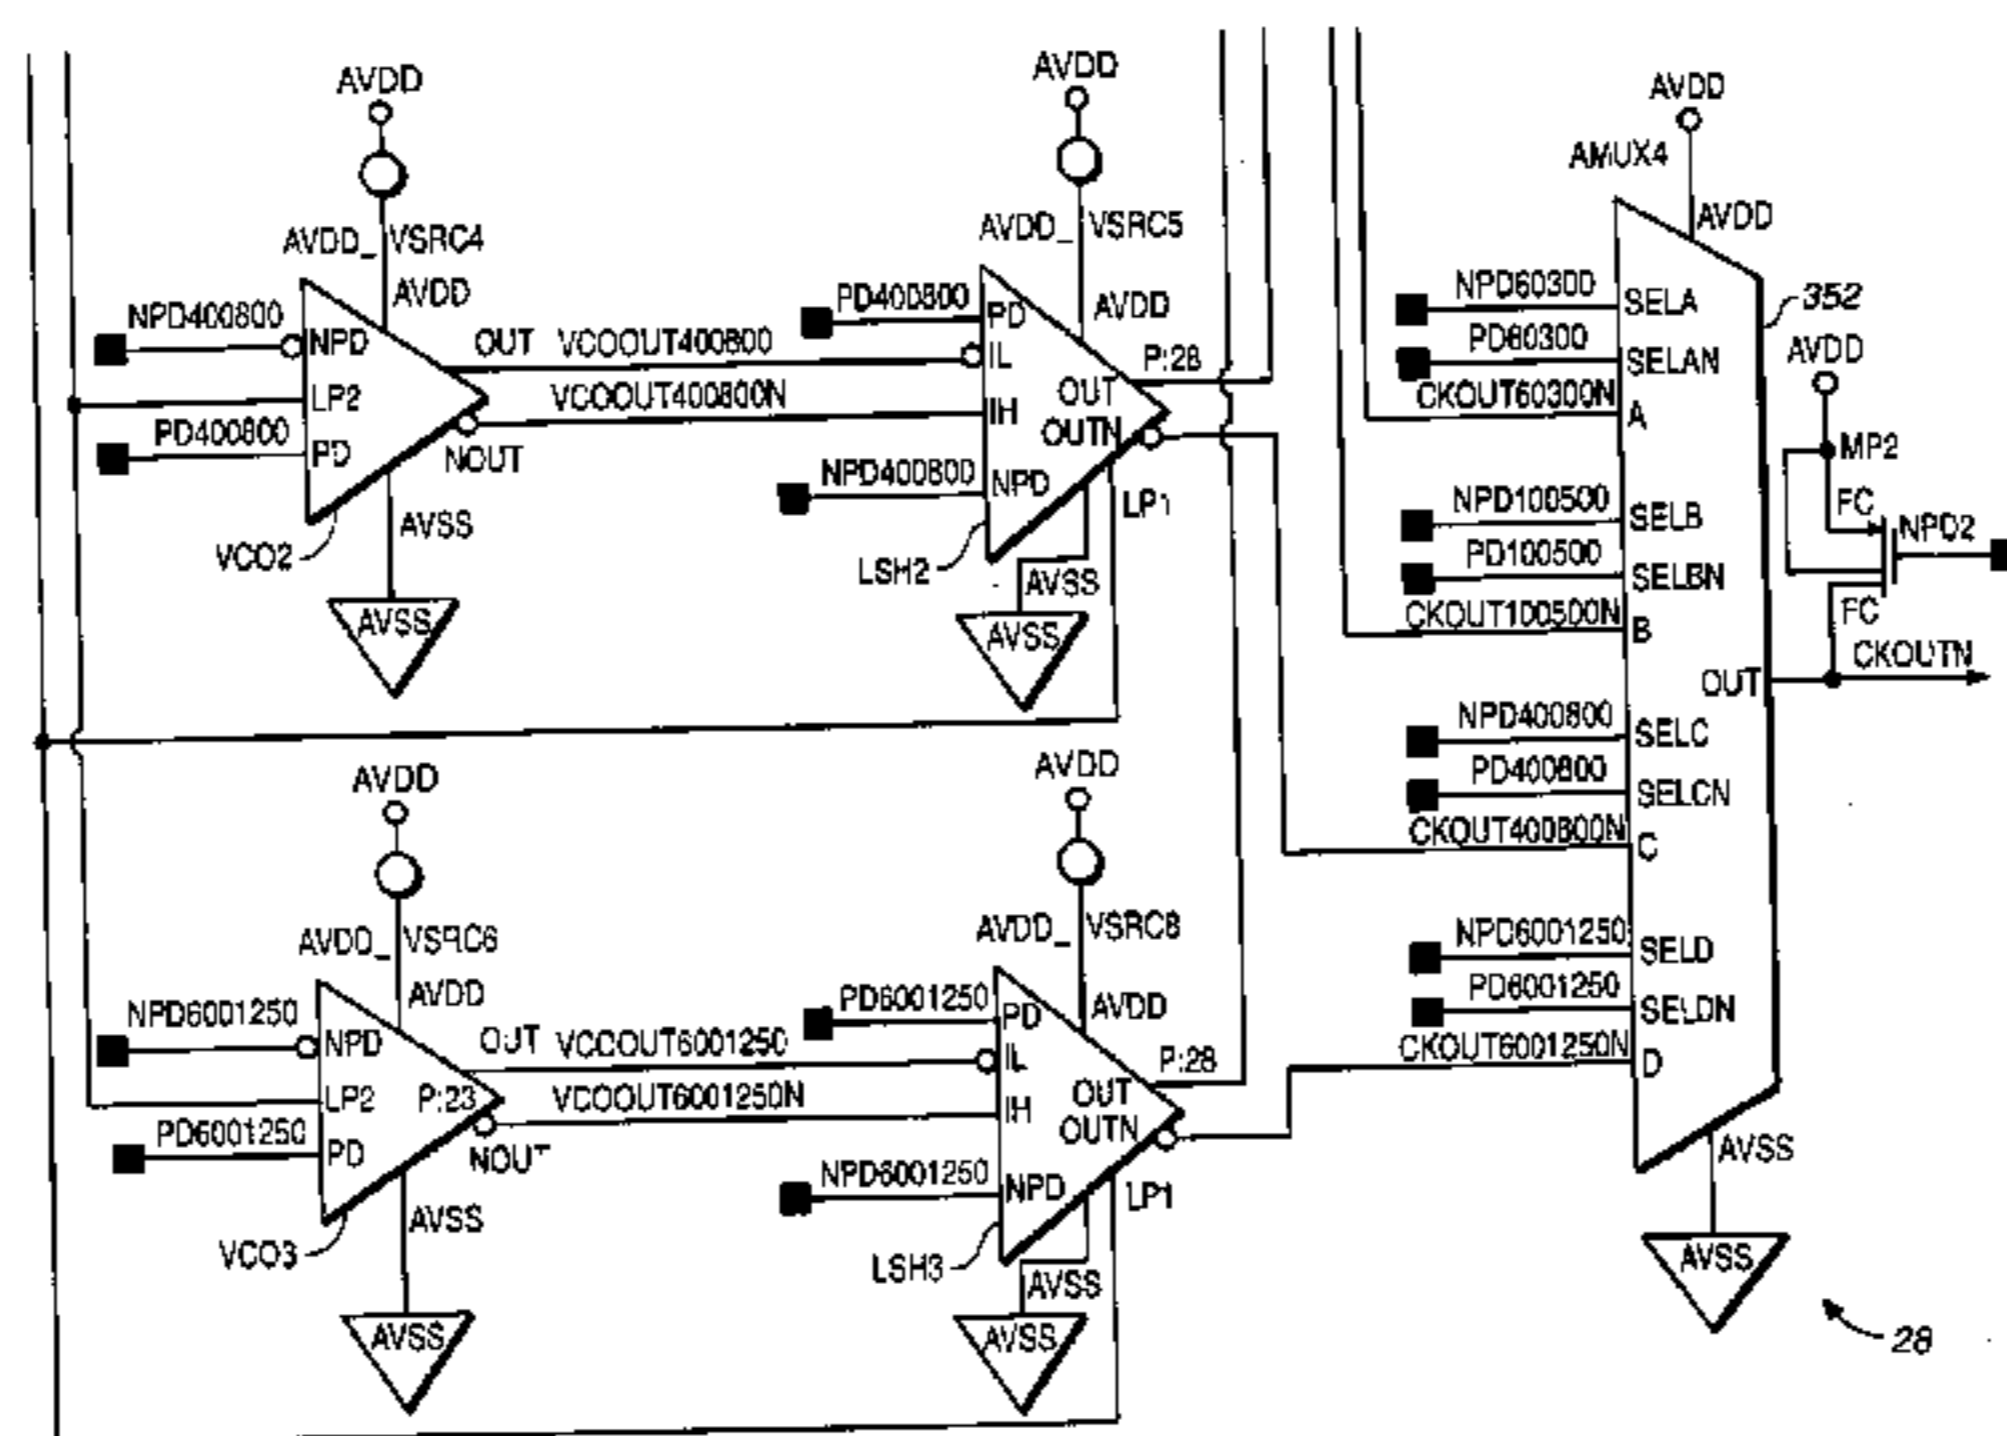 AVDD
AVDD_ VSRC4
AVDD
NPD400800
NPD
LP2
PD400800
PD
OUT VCOOUT400800
VCOOUT400800N
NOUT
AVSS
VCO2
AVSS
AVDD
AVDD_ VSRC5
AVDD
PD400800
PD
IL
IH
NPD400800
NPD
P:28
OUT
OUTN
LP1
LSH2
AVSS
AVSS
AVDD
AVDD_ VSRC6
AVDD
NPD6001250
NPD
LP2
P:23
PD6001250
PD
OUT VCOOUT6001250
VCOOUT6001250N
NOUT
AVSS
VCO3
AVSS
AVDD
AVDD_ VSRC8
AVDD
PD6001250
PD
IL
IH
NPD6001250
NPD
P:28
OUT
OUTN
LP1
LSH3
AVSS
AVSS
AVDD
AMUX4
AVDD
352
NPD60300
SELA
PD60300
SELAN
CKOUT60300N
A
NPD100500
SELB
PD100500
SELBN
CKOUT100500N
B
NPD400800
SELC
PD400800
SELCN
CKOUT400800N
C
NPD6001250
SELD
PD6001250
SELDN
CKOUT6001250N
D
OUT
AVDD
MP2
FC
NPD2
FC
CKOUTN
AVSS
AVSS
28